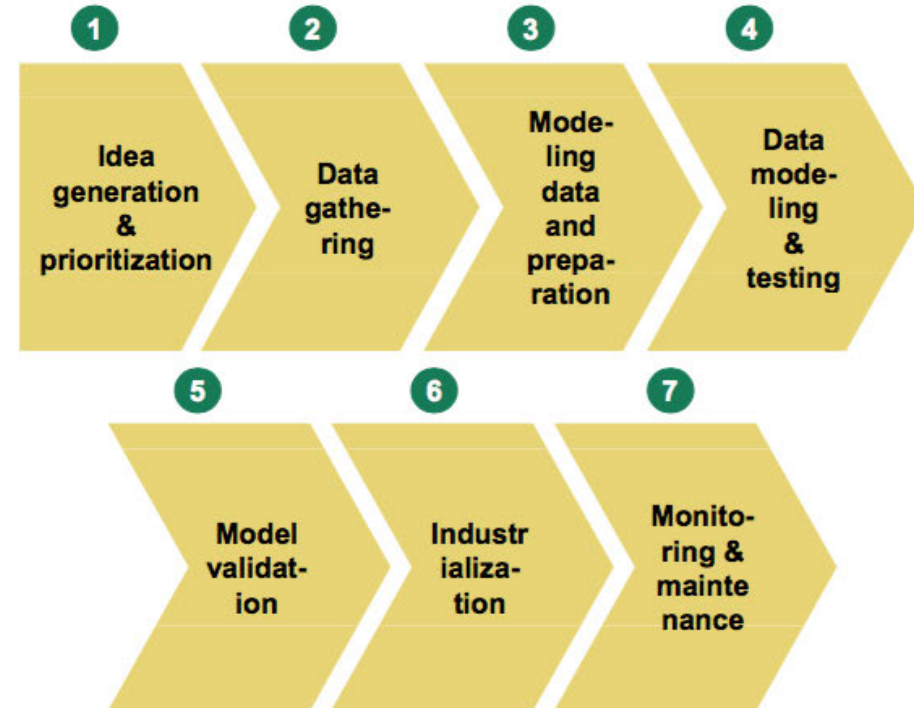 1
Idea
generation
&
prioritization
2
Data
gathe-
ring
3
Mode-
ling
data
and
prepa-
ration
4
Data
mode-
ling
&
testing
5
Model
validat-
ion
6
Industr
ializa-
tion
7
Monito-
ring &
mainte
nance